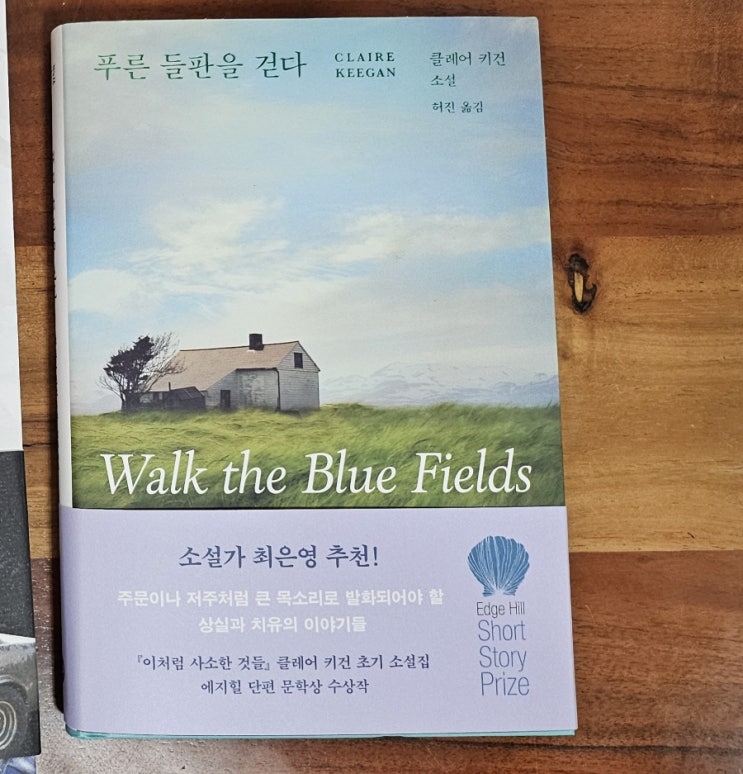 푸른 들판을 걷다
CLAIRE
KEEGAN
클레어 키건
소설
허진 옮김
Walk the Blue Fields
소설가 최은영 추천!
주문이나 저주처럼 큰 목소리로 발화되어야 할
상실과 치유의 이야기들
『이처럼 사소한 것들』 클레어 키건 초기 소설집
에지힐 단편 문학상 수상작
Edge Hill
Short
Story
Prize